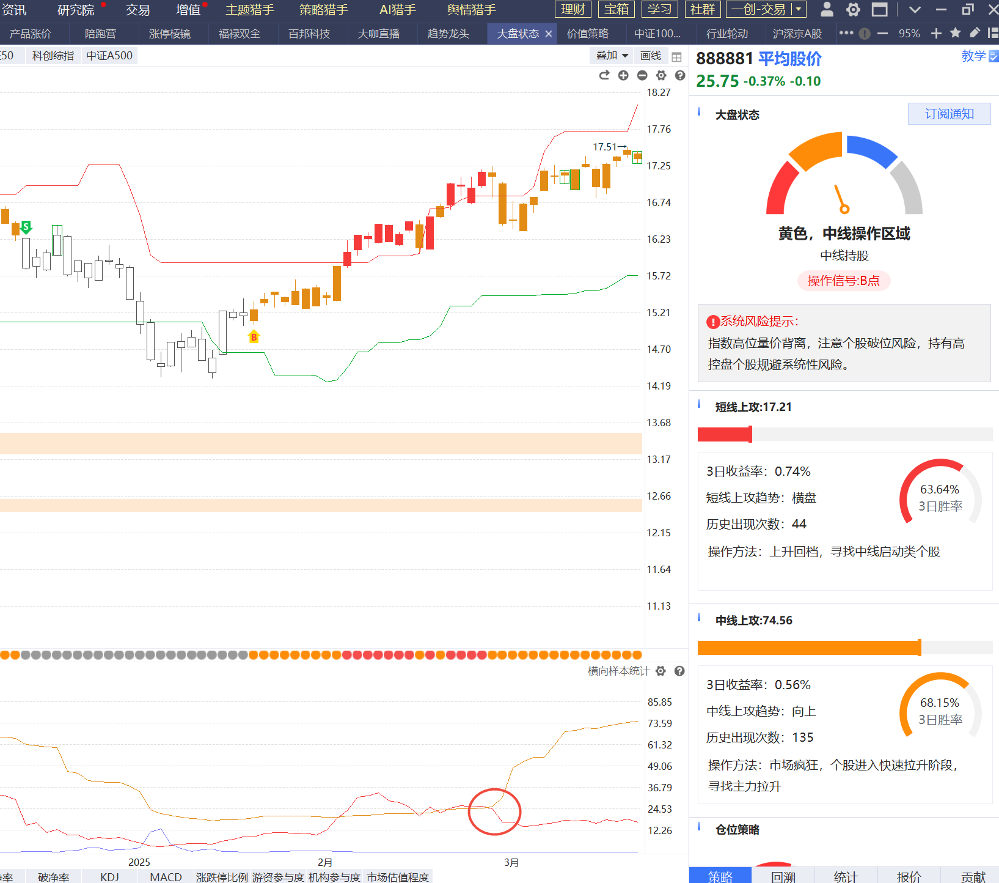 资讯 研究院 交易 增值 主题猎手 策略猎手 AI猎手 舆情猎手 理财 宝箱 学习 社群 一创-交易
产品涨价 陪跑营 涨停棱镜 福禄双全 百邦科技 大咖直播 趋势龙头 大盘状态 价值策略 中证100... 行业轮动 沪深京A股 ••• 95%
50 科创综指 中证A500 叠加 画线
888881 平均股价 教学
25.75 -0.37% -0.10
大盘状态 订阅通知
黄色，中线操作区域
中线持股
操作信号:B点
系统风险提示：
指数高位量价背离，注意个股破位风险，持有高
控盘个股规避系统性风险。
短线上攻:17.21
3日收益率：0.74%
短线上攻趋势：横盘
历史出现次数：44
操作方法：上升回档，寻找中线启动类个股
63.64%
3日胜率
中线上攻:74.56
3日收益率：0.56%
中线上攻趋势：向上
历史出现次数：135
操作方法：市场疯狂，个股进入快速拉升阶段，
寻找主力拉升
68.15%
3日胜率
仓位策略
策略 回溯 统计 报价 贡献
18.27
17.76
17.51→
17.25
16.74
16.23
15.72
15.21
14.70
14.19
13.68
13.17
12.66
12.15
11.64
11.13
S
B
横向样本统计
85.85
73.59
61.32
49.06
36.79
24.53
12.26
2025 2月 3月
率 破净率 KDJ MACD 涨跌停比例 游资参与度 机构参与度 市场估值程度